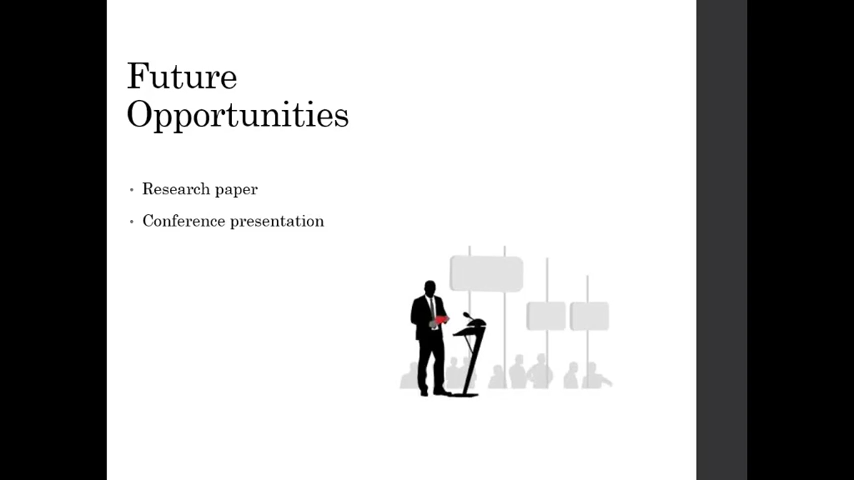 Future
Opportunities
• Research paper
• Conference presentation